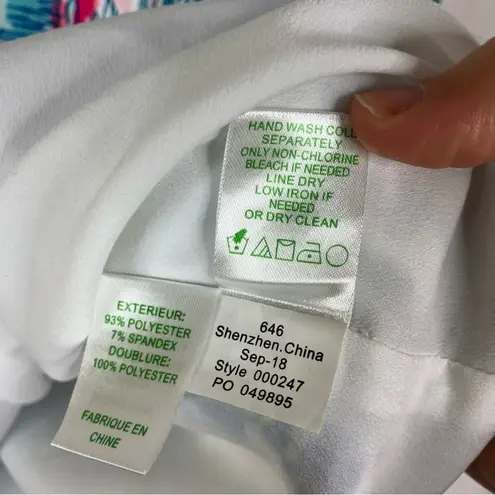 HAND WASH COL
SEPARATELY
ONLY NON-CHLORINE
BLEACH IF NEEDED
LINE DRY
LOW IRON IF
NEEDED
OR DRY CLEAN
EXTERIEUR:
93% POLYESTER
7% SPANDEX
DOUBLURE:
100% POLYESTER
FABRIQUE EN
CHINE
646
Shenzhen.China
Sep-18
Style 000247
PO 049895